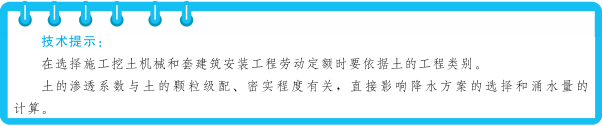 技术提示：
在选择施工挖土机械和套建筑安装工程劳动定额时要依据土的工程类别。
土的渗透系数与土的颗粒级配、密实程度有关，直接影响降水方案的选择和涌水量的
计算。